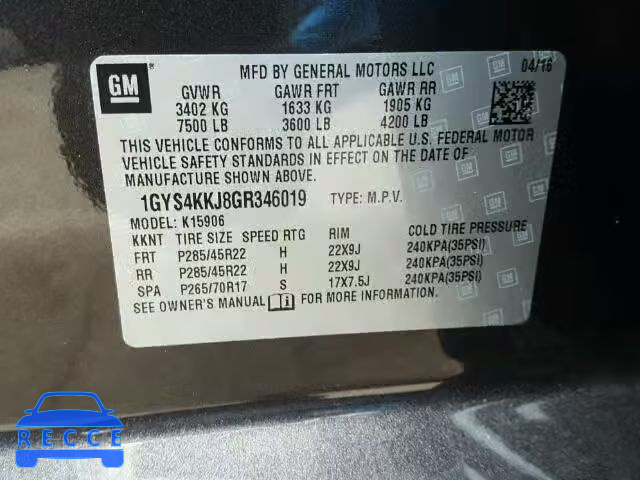 GM
MFD BY GENERAL MOTORS LLC
04/16
GVWR GAWR FRT GAWR RR
3402 KG 1633 KG 1905 KG
7500 LB 3600 LB 4200 LB
THIS VEHICLE CONFORMS TO ALL APPLICABLE U.S. FEDERAL MOTOR
VEHICLE SAFETY STANDARDS IN EFFECT ON THE DATE OF
MANUFACTURE SHOWN ABOVE.
1GYS4KKJ8GR346019 TYPE: M.P.V.
MODEL: K15906
KKNT TIRE SIZE SPEED RTG RIM COLD TIRE PRESSURE
FRT P285/45R22 H 22X9J 240KPA(35PSI)
RR P285/45R22 H 22X9J 240KPA(35PSI)
SPA P265/70R17 S 17X7.5J 240KPA(35PSI)
SEE OWNER'S MANUAL FOR MORE INFORMATION.
RECCE